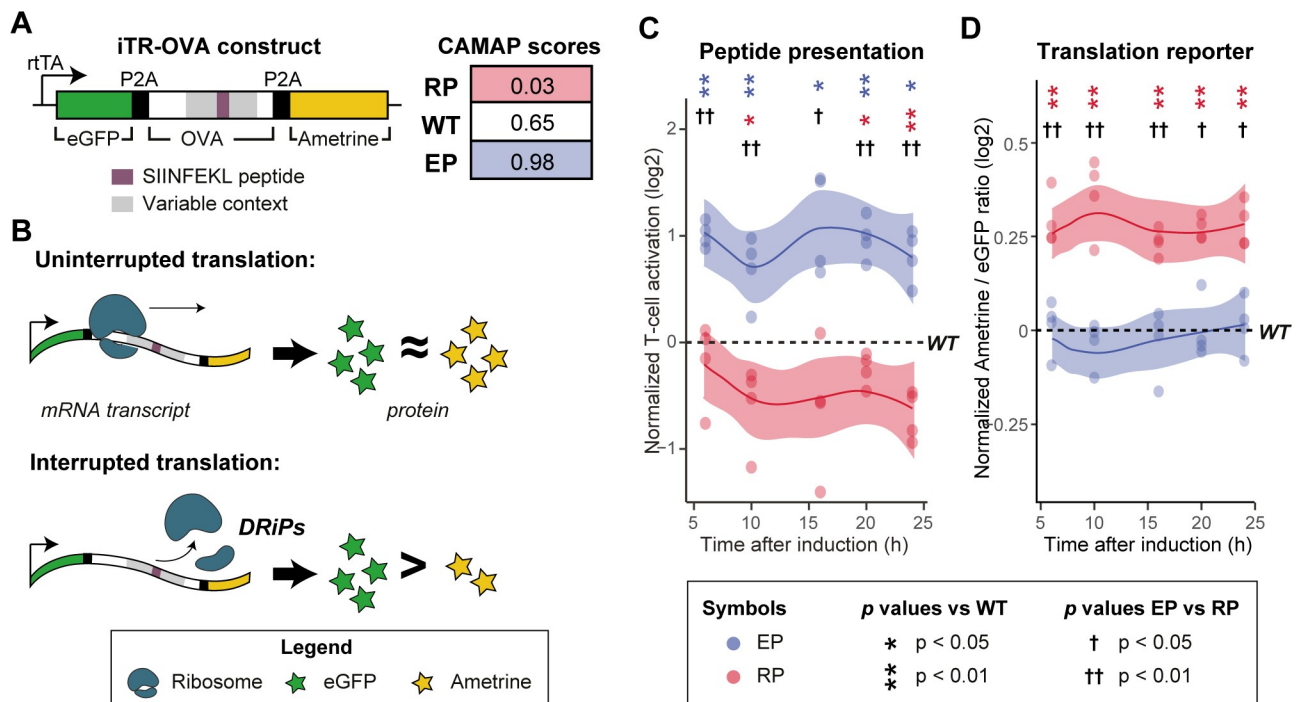 A
iTR-OVA construct
rtTA
P2A
P2A
eGFP
OVA
Ametrine
SIINFEKL peptide
Variable context
CAMAP scores
RP
0.03
WT
0.65
EP
0.98
B
Uninterrupted translation:
≈
mRNA transcript
protein
Interrupted translation:
DRiPs
>
Legend
Ribosome
eGFP
Ametrine
C
Peptide presentation
** ** * ** *
* * **
†† †† † †† ††
Normalized T-cell activation (log2)
2
1
0
−1
WT
5 10 15 20 25
Time after induction (h)
D
Translation reporter
** ** ** ** **
†† †† †† † †
Normalized Ametrine / eGFP ratio (log2)
0.5
0.25
0
-0.25
WT
5 10 15 20 25
Time after induction (h)
Symbols
EP
RP
p values vs WT
* p < 0.05
** p < 0.01
p values EP vs RP
† p < 0.05
†† p < 0.01